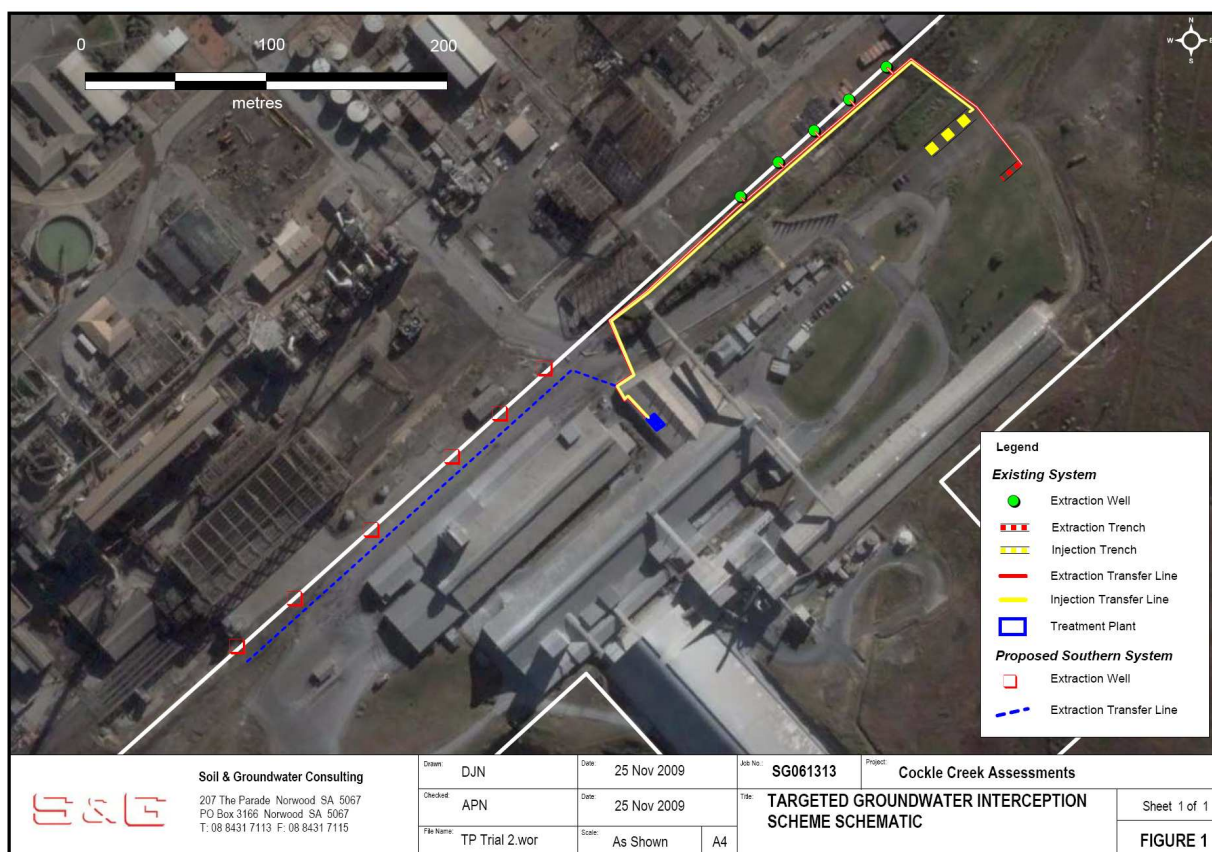 0 100 200
metres
N
W E
S
Legend
Existing System
Extraction Well
Extraction Trench
Injection Trench
Extraction Transfer Line
Injection Transfer Line
Treatment Plant
Proposed Southern System
Extraction Well
Extraction Transfer Line
S&G
Soil & Groundwater Consulting
207 The Parade Norwood SA 5067
PO Box 3166 Norwood SA 5067
T: 08 8431 7113 F: 08 8431 7115
Drawn: DJN
Date: 25 Nov 2009
Job No.: SG061313
Project: Cockle Creek Assessments
Checked: APN
Date: 25 Nov 2009
Title: TARGETED GROUNDWATER INTERCEPTION
SCHEME SCHEMATIC
Sheet 1 of 1
File Name: TP Trial 2.wor
Scale: As Shown
A4
FIGURE 1